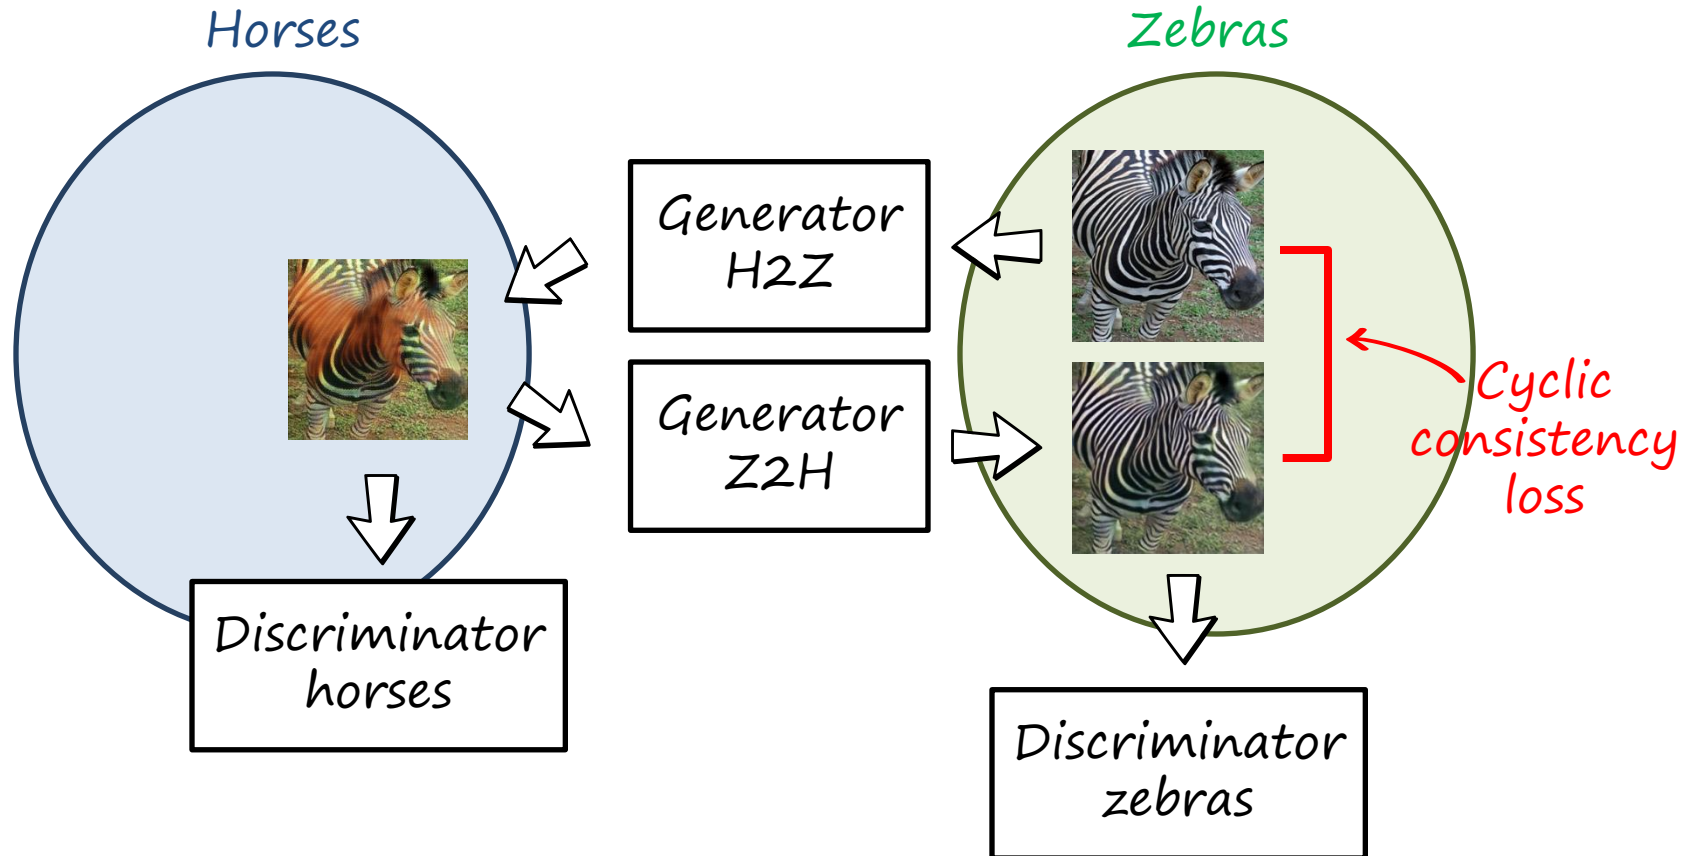 Horses
Zebras
Generator
H2Z
Generator
Z2H
Cyclic
consistency
loss
Discriminator
horses
Discriminator
zebras